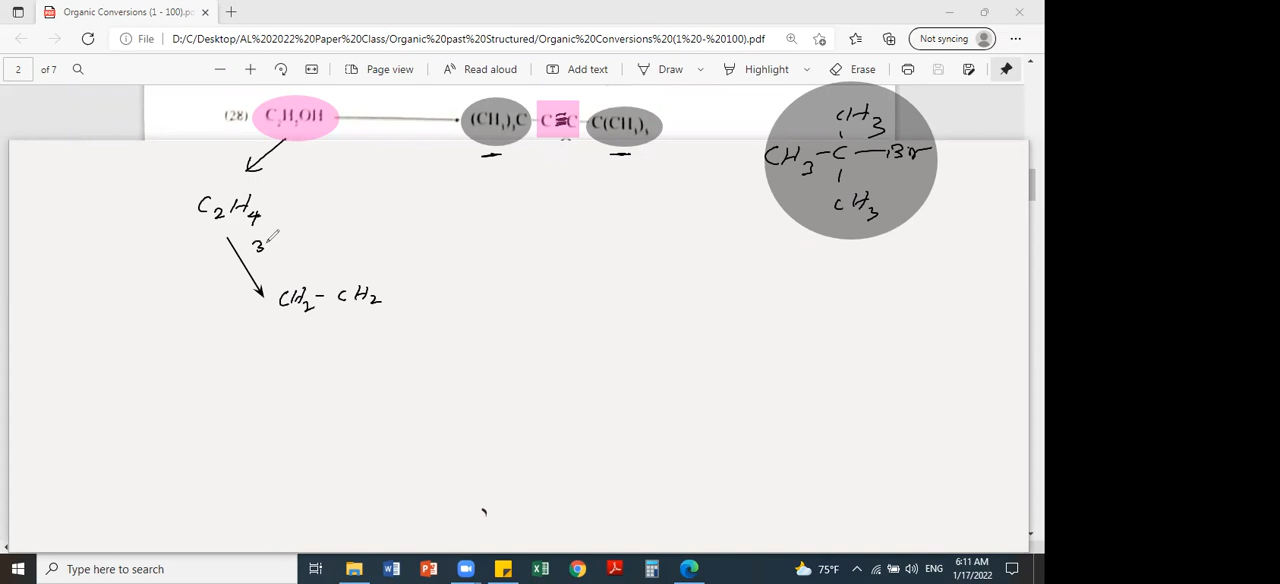 Organic Conversions (1 - 100).pc
File D:/C/Desktop/AL%202022%20Paper%20Class/Organic%20past%20Structured/Organic%20Conversions%20(1%20-%20100).pdf Not syncing
2 of 7 Page view Read aloud Add text Draw Highlight Erase
(28) C₂H₅OH (CH₃)₃C - C≡C - C(CH₃)₃
CH₃
CH₃ - C - Br
CH₃
C₂H₄
3
CH₂ - CH₂
Type here to search
75°F ENG 6:11 AM
1/17/2022